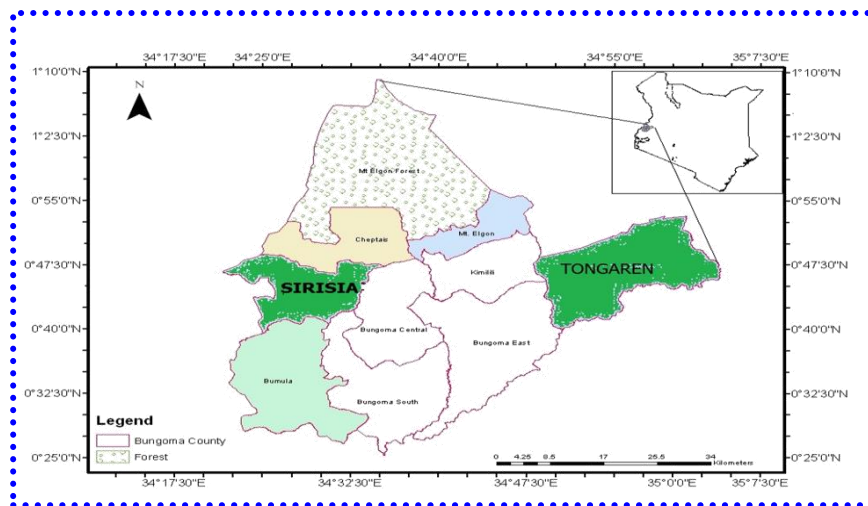 34°17'30"E 34°25'0"E 34°40'0"E 34°55'0"E 35°7'30"E
1°10'0"N 1°10'0"N
N
1°2'30"N 1°2'30"N
Mt Elgon Forest
0°55'0"N 0°55'0"N
Mt. Elgon
Cheptais
0°47'30"N 0°47'30"N
Kimilili
TONGAREN
SIRISIA
0°40'0"N 0°40'0"N
Bungoma Central
Bungoma East
Bumula
0°32'30"N 0°32'30"N
Bungoma South
Legend
Bungoma County
Forest
0°25'0"N 0°25'0"N
0 4.25 8.5 17 25.5 34
Kilometers
34°17'30"E 34°32'30"E 34°47'30"E 35°0'0"E 35°7'30"E